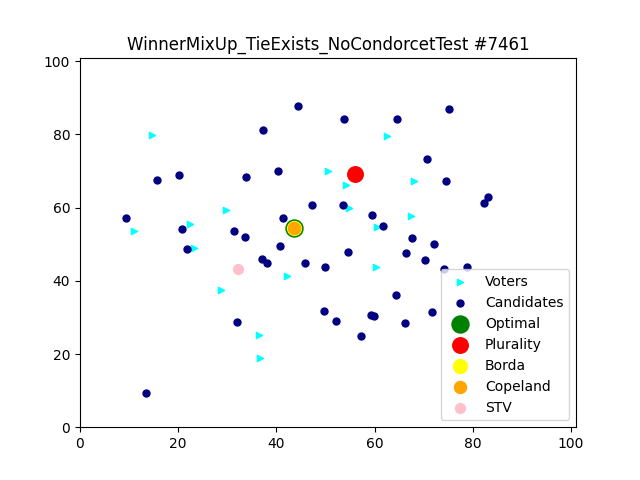 WinnerMixUp_TieExists_NoCondorcetTest #7461
100
80
60
40
20
0
0 20 40 60 80 100
Voters
Candidates
Optimal
Plurality
Borda
Copeland
STV